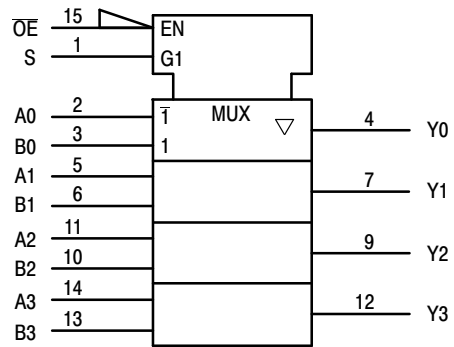 O̅E̅ 15 EN
S 1 G1
A0 2 1̅ MUX 4 Y0
B0 3 1
A1 5 7 Y1
B1 6
A2 11 9 Y2
B2 10
A3 14 12 Y3
B3 13